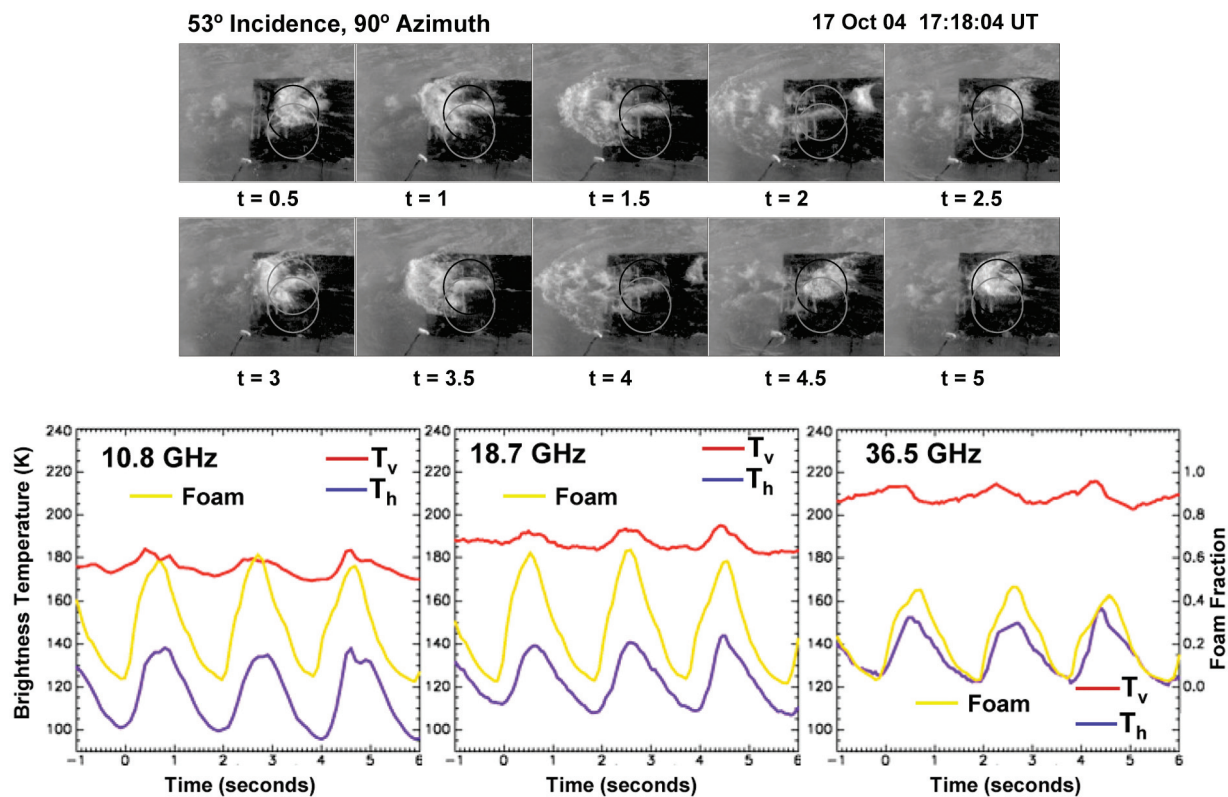 53º Incidence, 90º Azimuth
17 Oct 04 17:18:04 UT
t = 0.5
t = 1
t = 1.5
t = 2
t = 2.5
t = 3
t = 3.5
t = 4
t = 4.5
t = 5
Brightness Temperature (K)
240
220
200
180
160
140
120
100
10.8 GHz
Tv
Foam
Th
-1 0 1 2 3 4 5 6
Time (seconds)
240
220
200
180
160
140
120
100
18.7 GHz
Tv
Th
Foam
-1 0 1 2 3 4 5 6
Time (seconds)
240
220
200
180
160
140
120
100
36.5 GHz
Foam
Tv
Th
1.0
0.8
0.6
0.4
0.2
0.0
Foam Fraction
-1 0 1 2 3 4 5 6
Time (seconds)